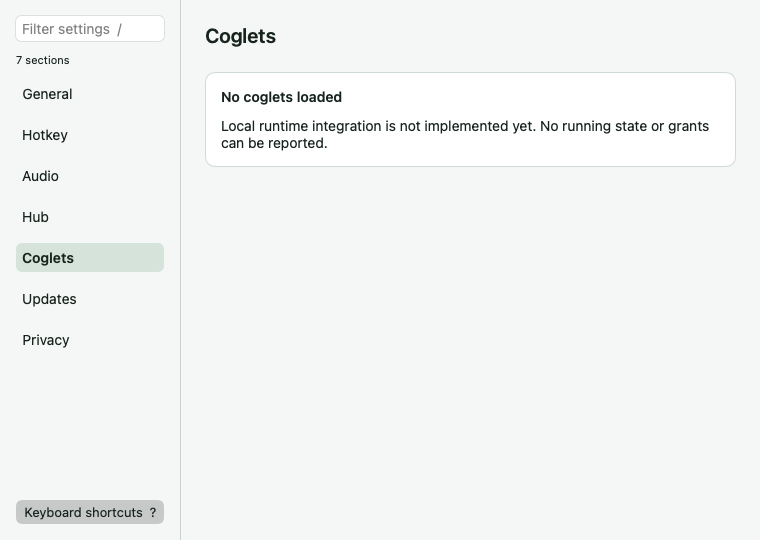 Filter settings /
7 sections
General
Hotkey
Audio
Hub
Coglets
Updates
Privacy
Keyboard shortcuts ?
Coglets
No coglets loaded
Local runtime integration is not implemented yet. No running state or grants
can be reported.